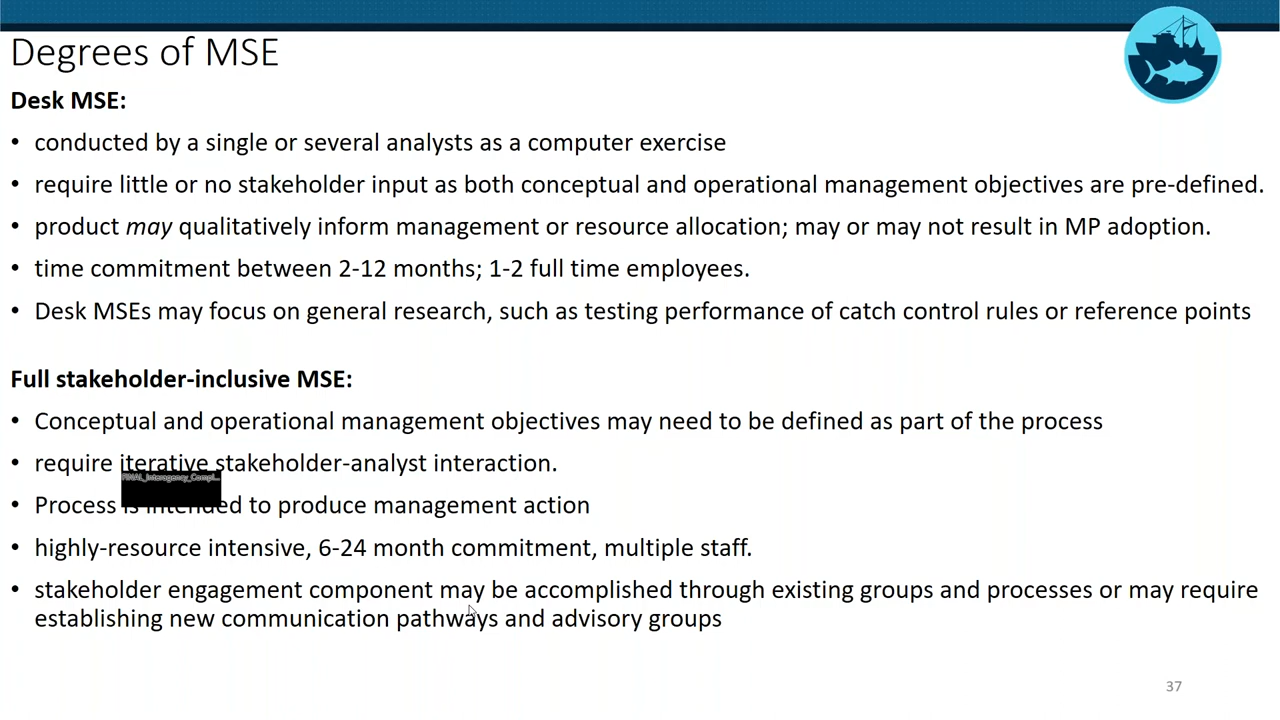 Degrees of MSE
Desk MSE:
• conducted by a single or several analysts as a computer exercise
• require little or no stakeholder input as both conceptual and operational management objectives are pre-defined.
• product may qualitatively inform management or resource allocation; may or may not result in MP adoption.
• time commitment between 2-12 months; 1-2 full time employees.
• Desk MSEs may focus on general research, such as testing performance of catch control rules or reference points
Full stakeholder-inclusive MSE:
• Conceptual and operational management objectives may need to be defined as part of the process
• require iterative stakeholder-analyst interaction.
FINAL_Interagency_Compl...
• Process is intended to produce management action
• highly-resource intensive, 6-24 month commitment, multiple staff.
• stakeholder engagement component may be accomplished through existing groups and processes or may require
establishing new communication pathways and advisory groups
37